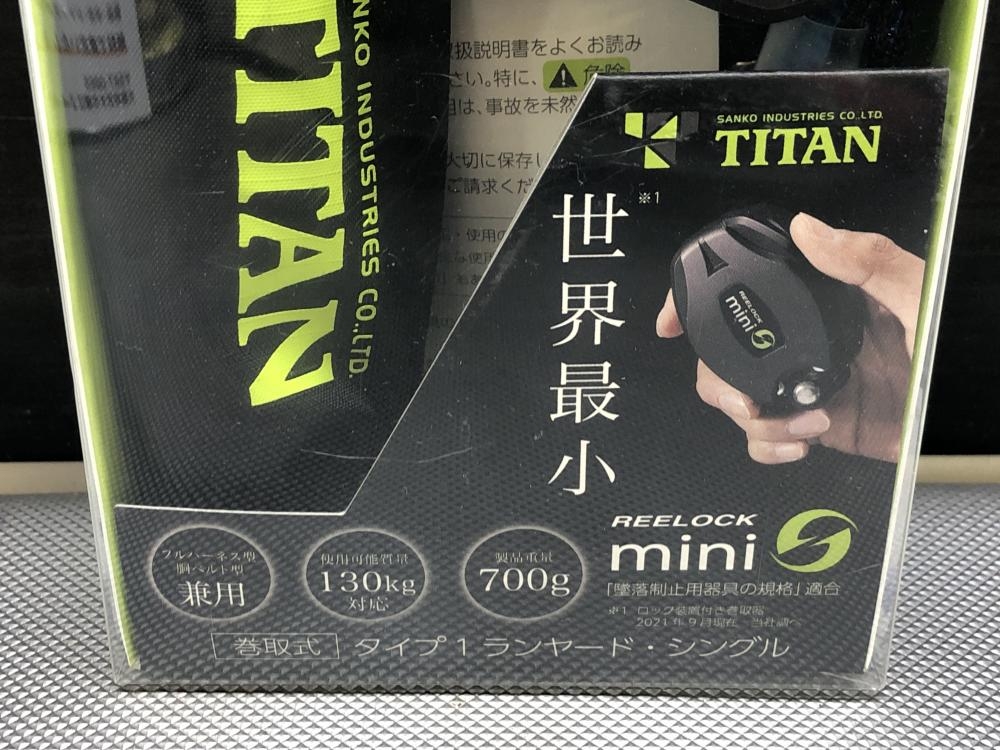 TITAN
SANKO INDUSTRIES CO.,LTD.
取扱説明書をよくお読み
さい。特に、⚠危険
は、事故を未然
大切に保存し
ご請求くだ
・使用の
SANKO INDUSTRIES CO.,LTD.
TITAN
世界最小
※1
REELOCK
mini
REELOCK
mini
「墜落制止用器具の規格」適合
※1 ロック装置付き巻取器
2021年9月現在 当社調べ
フルハーネス型
胴ベルト型
兼用
使用可能質量
130kg
対応
製品重量
700g
巻取式 タイプ1ランヤード・シングル